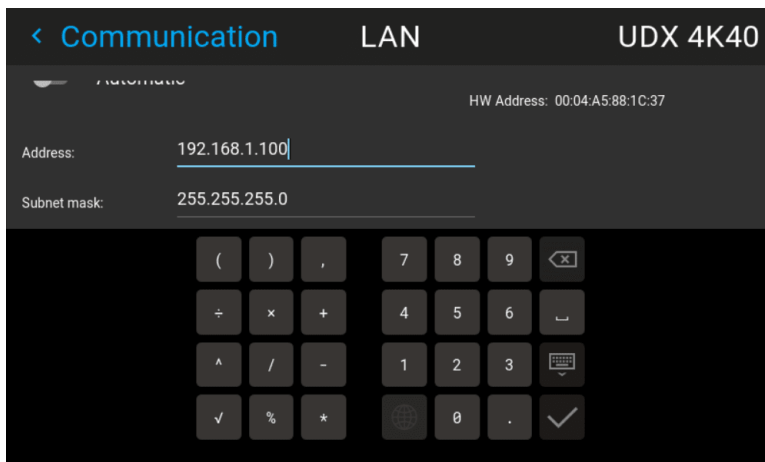 ‹ Communication LAN UDX 4K40
Automatic
HW Address: 00:04:A5:88:1C:37
Address: 192.168.1.100
Subnet mask: 255.255.255.0
( ) , 7 8 9
÷ × + 4 5 6
^ / - 1 2 3
√ % * 0 .